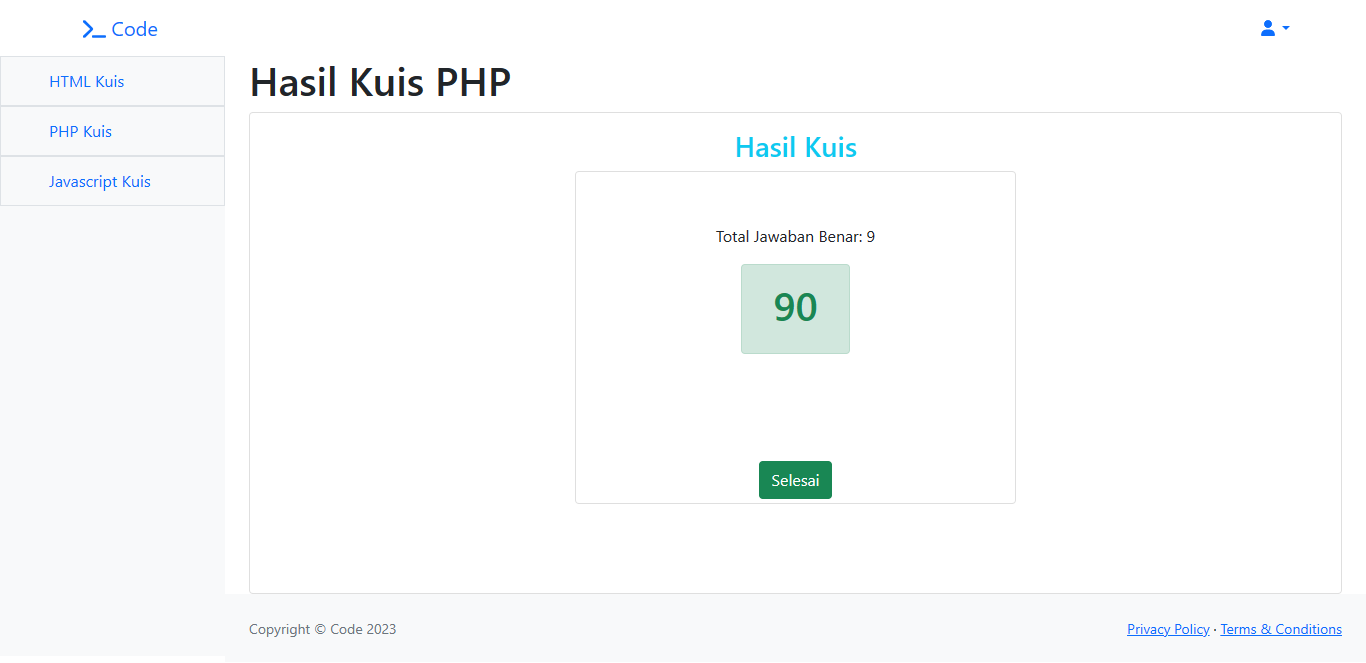 Code
HTML Kuis
PHP Kuis
Javascript Kuis
Hasil Kuis PHP
Hasil Kuis
Total Jawaban Benar: 9
90
Selesai
Copyright © Code 2023
Privacy Policy · Terms & Conditions